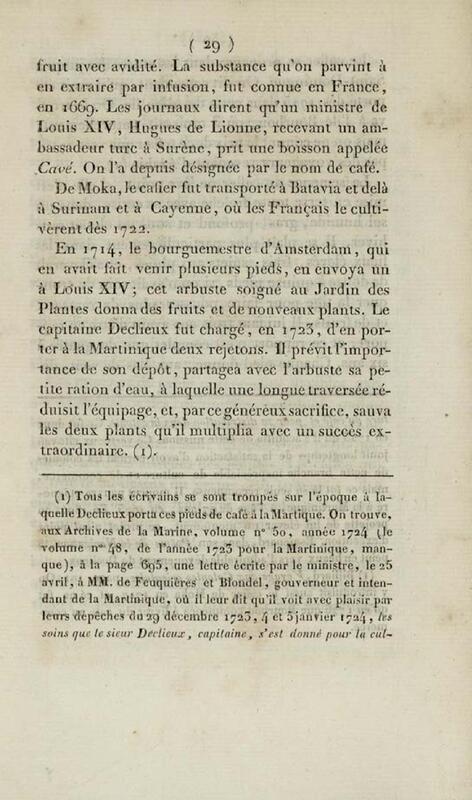 ( 29 )
fruit avec avidité. La substance qu'on parvint à
en extraire par infusion, fut connue en France,
en 1669. Les journaux dirent qu'un ministre de
Louis XIV, Hugues de Lionne, recevant un am-
bassadeur turc à Surène, prit une boisson appelée
Cavé. On l'a depuis désignée par le nom de café.
De Moka, le cafier fut transporté à Batavia et delà
à Surinam et à Cayenne, où les Français le culti-
vèrent dès 1722.
En 1714, le bourguemestre d'Amsterdam, qui
en avait fait venir plusieurs pieds, en envoya un
à Louis XIV; cet arbuste soigné au Jardin des
Plantes donna des fruits et de nouveaux plants. Le
capitaine Declieux fut chargé, en 1723, d'en por-
ter à la Martinique deux rejetons. Il prévit l'impor-
tance de son dépôt, partagea avec l'arbuste sa pe-
tite ration d'eau, à laquelle une longue traversée ré-
duisit l'équipage, et, par ce généreux sacrifice, sauva
les deux plants qu'il multiplia avec un succès ex-
traordinaire. (1).
(1) Tous les écrivains se sont trompés sur l'époque à la-
quelle Declieux porta ces pieds de café à la Martique. On trouve,
aux Archives de la Marine, volume n° 50, année 1724 (le
volume n° 48, de l'année 1723 pour la Martinique, man-
que), à la page 693, une lettre écrite par le ministre, le 25
avril, à MM. de Feuquières et Blondel, gouverneur et inten-
dant de la Martinique, où il leur dit qu'il voit avec plaisir par
leurs dépêches du 29 décembre 1723, 4 et 5 janvier 1724, les
soins que le sieur Declieux, capitaine, s'est donné pour la cul-